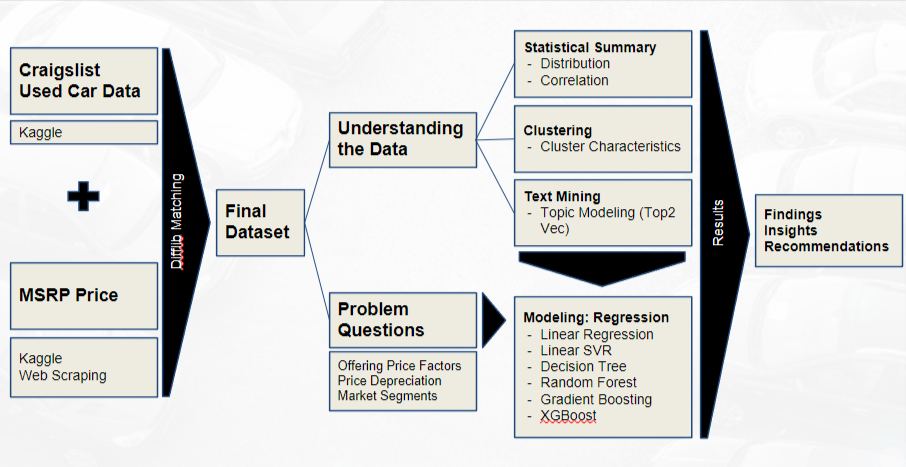 Craigslist
Used Car Data
Kaggle
MSRP Price
Kaggle
Web Scraping
Difflib Matching
Final
Dataset
Understanding
the Data
Problem
Questions
Offering Price Factors
Price Depreciation
Market Segments
Statistical Summary
- Distribution
- Correlation
Clustering
- Cluster Characteristics
Text Mining
- Topic Modeling (Top2
Vec)
Modeling: Regression
- Linear Regression
- Linear SVR
- Decision Tree
- Random Forest
- Gradient Boosting
- XGBoost
Results
Findings
Insights
Recommendations